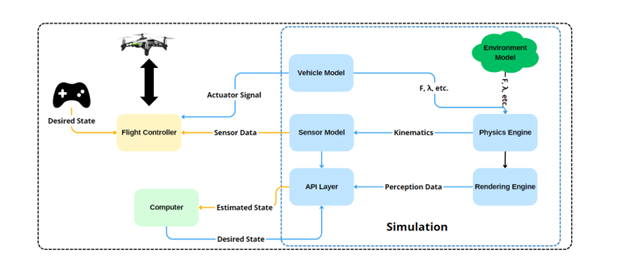 Environment
Model
Vehicle Model
F, λ, etc.
F, λ, etc.
Actuator Signal
Desired State
Flight Controller
Sensor Data
Sensor Model
Kinematics
Physics Engine
API Layer
Perception Data
Rendering Engine
Computer
Estimated State
Simulation
Desired State